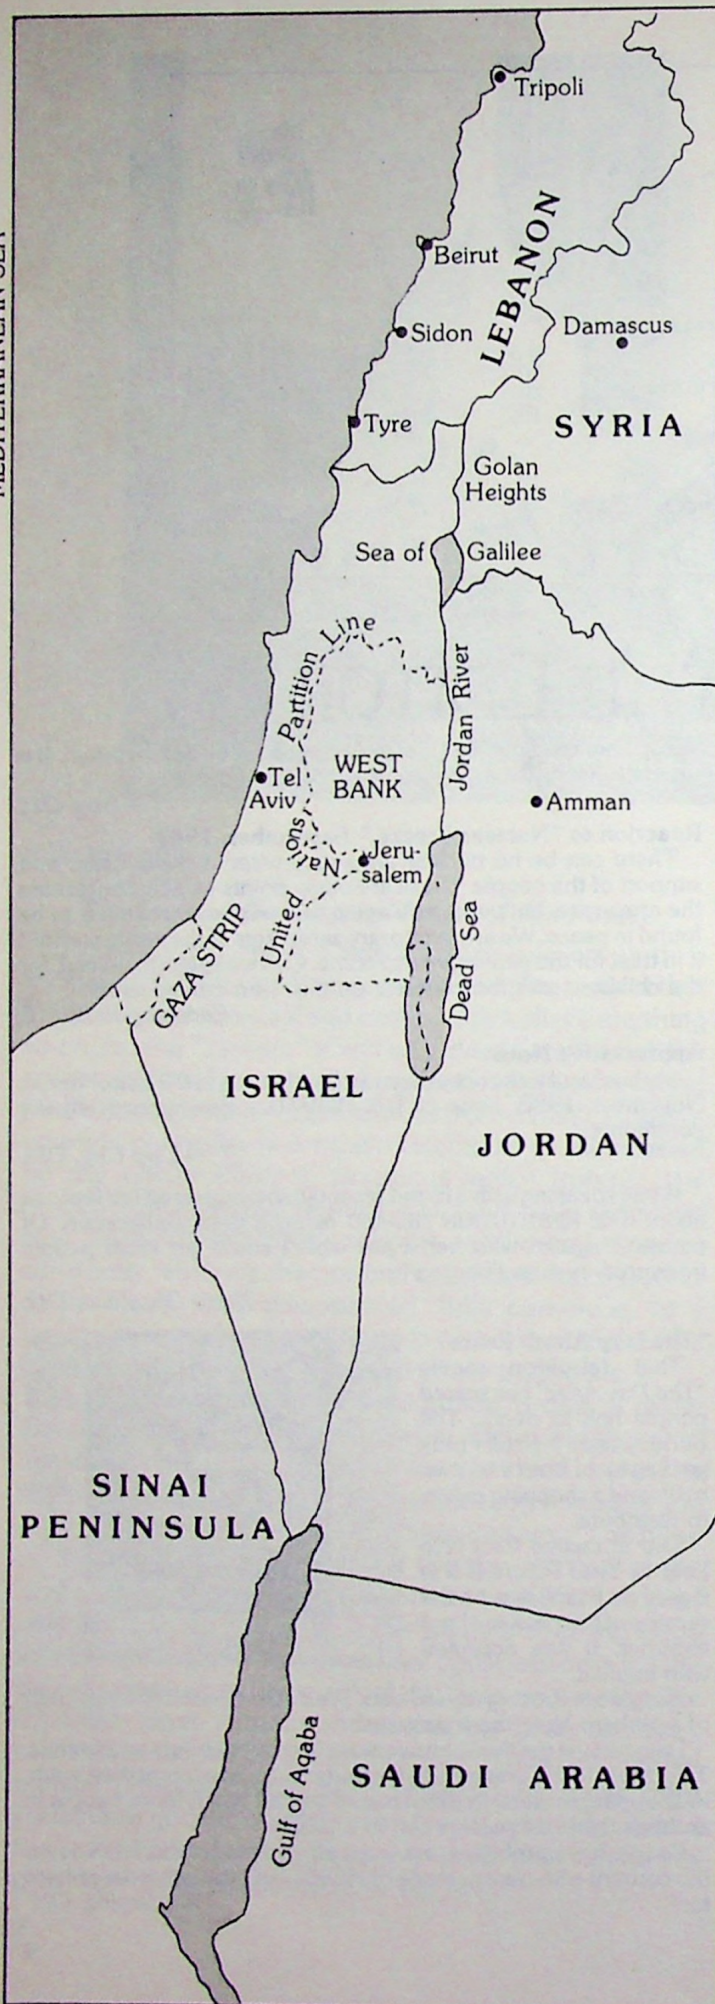 Tripoli
MEDITERRANEAN SEA
Beirut
LEBANON
Sidon
Damascus
Tyre
SYRIA
Golan
Heights
Sea of Galilee
United Nations Partition Line
Jordan River
WEST
BANK
Tel
Aviv
Amman
Jeru-
salem
GAZA STRIP
Dead Sea
ISRAEL
JORDAN
SINAI
PENINSULA
Gulf of Aqaba
SAUDI ARABIA